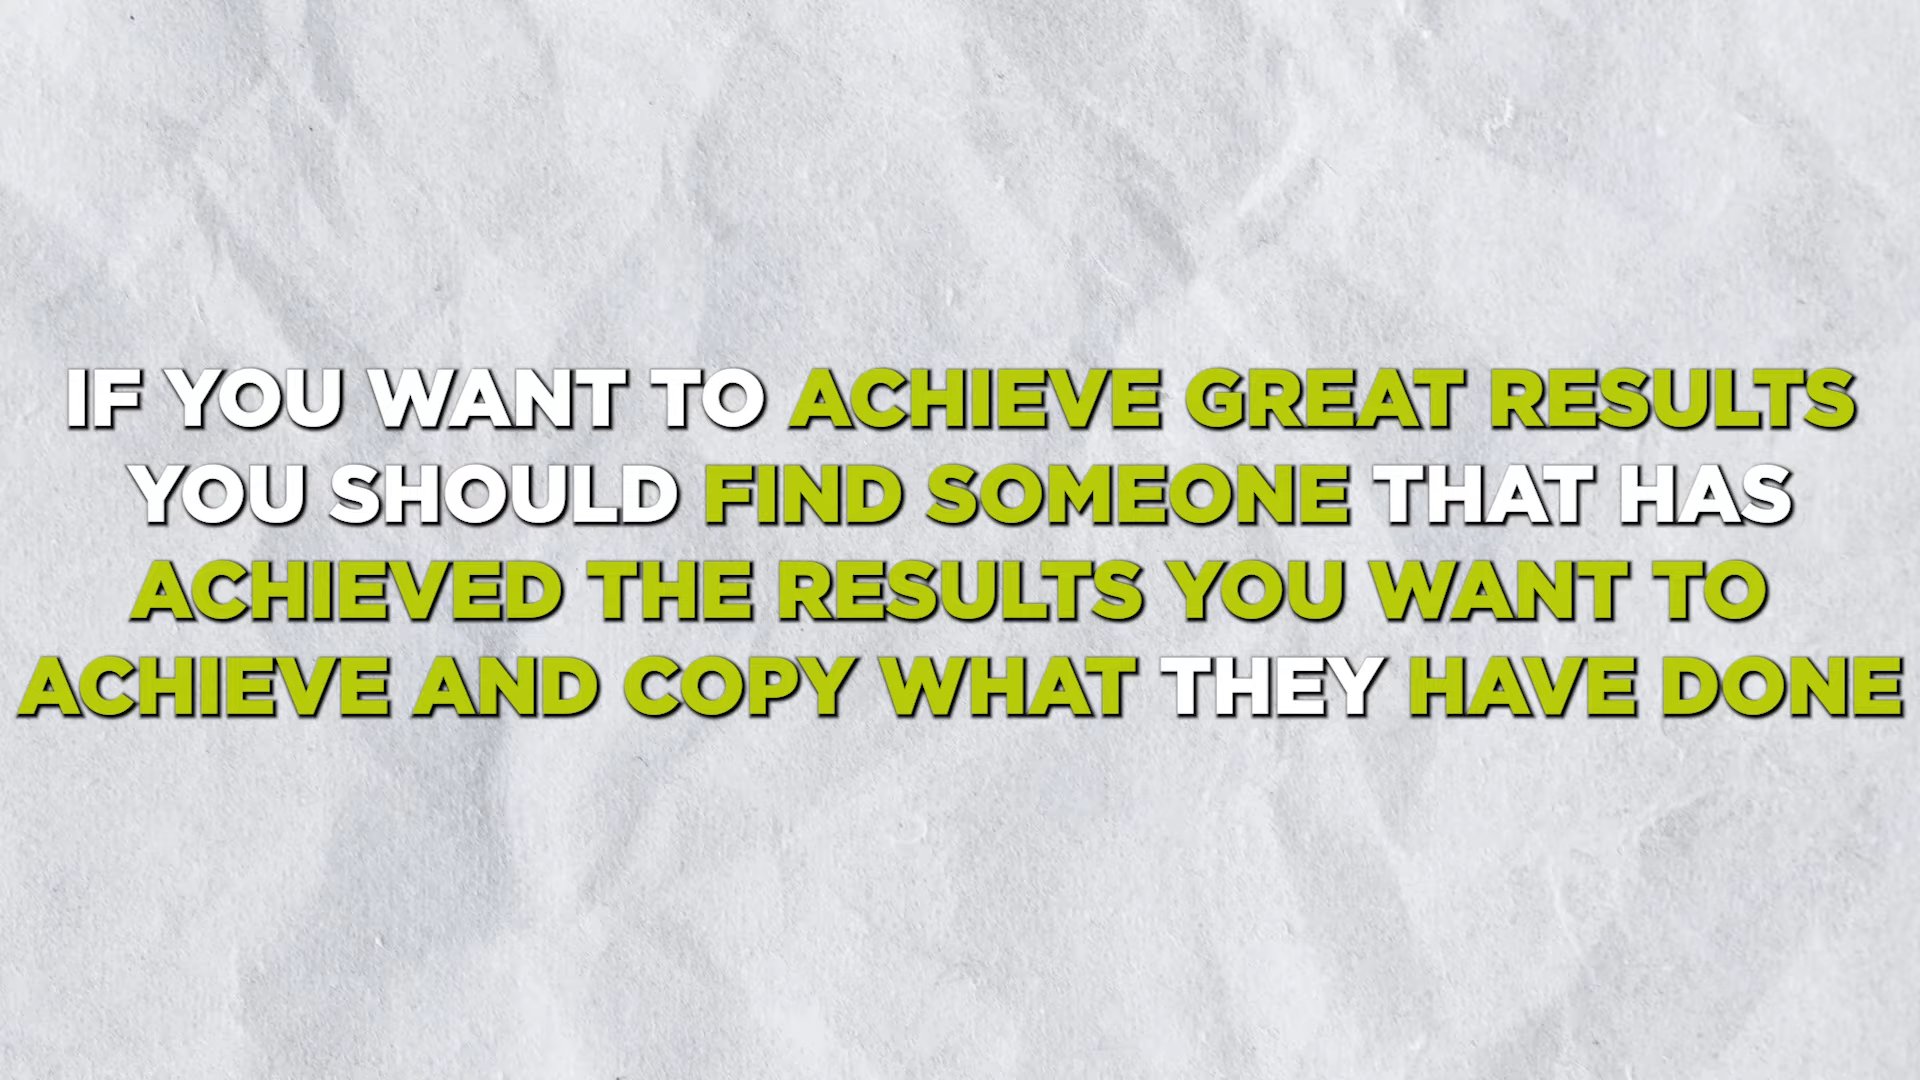 IF YOU WANT TO ACHIEVE GREAT RESULTS
YOU SHOULD FIND SOMEONE THAT HAS
ACHIEVED THE RESULTS YOU WANT TO
ACHIEVE AND COPY WHAT THEY HAVE DONE